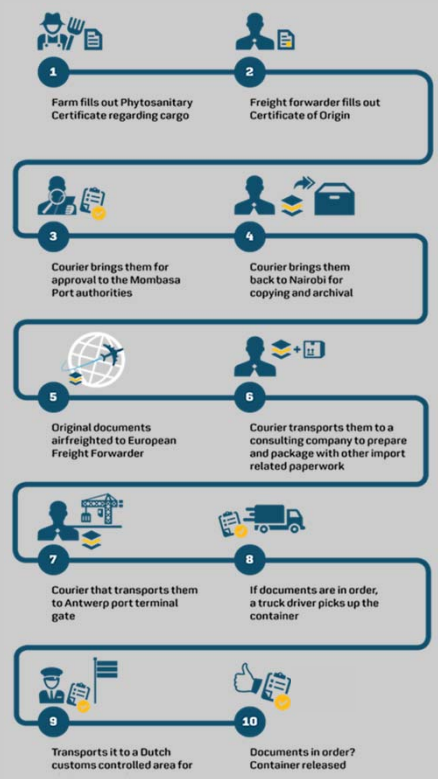 1
Farm fills out Phytosanitary
Certificate regarding cargo
2
Freight forwarder fills out
Certificate of Origin
3
Courier brings them for
approval to the Mombasa
Port authorities
4
Courier brings them
back to Nairobi for
copying and archival
5
Original documents
airfreighted to European
Freight Forwarder
6
Courier transports them to a
consulting company to prepare
and package with other import
related paperwork
7
Courier that transports them
to Antwerp port terminal
gate
8
If documents are in order,
a truck driver picks up the
container
9
Transports it to a Dutch
customs controlled area for
10
Documents in order?
Container released